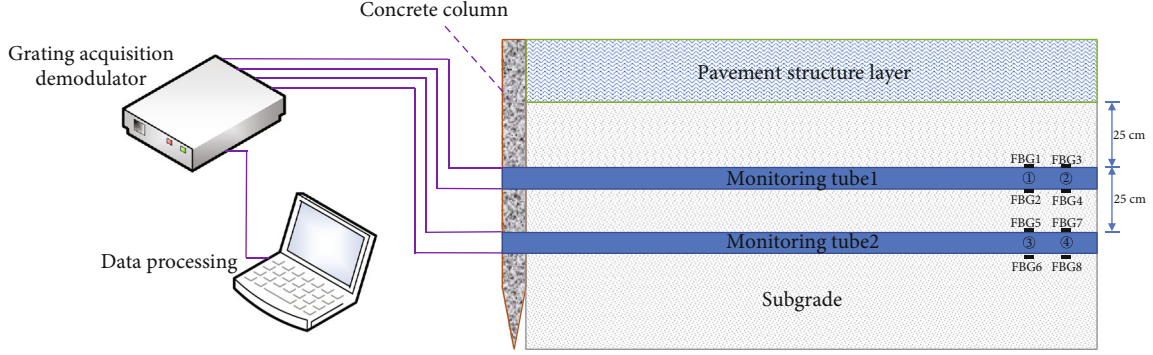 Concrete column
Grating acquisition
demodulator
Pavement structure layer
25 cm
FBG1 FBG3
Monitoring tube1
① ②
FBG2 FBG4
25 cm
FBG5 FBG7
Monitoring tube2
③ ④
FBG6 FBG8
Data processing
Subgrade